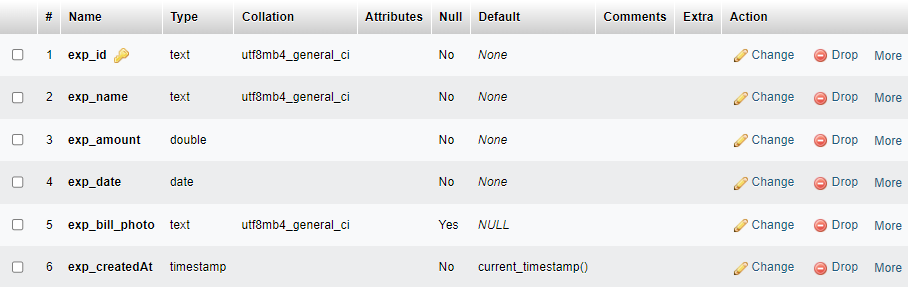 # Name Type Collation Attributes Null Default Comments Extra Action
1 exp_id text utf8mb4_general_ci No None Change Drop More
2 exp_name text utf8mb4_general_ci No None Change Drop More
3 exp_amount double No None Change Drop More
4 exp_date date No None Change Drop More
5 exp_bill_photo text utf8mb4_general_ci Yes NULL Change Drop More
6 exp_createdAt timestamp No current_timestamp() Change Drop More